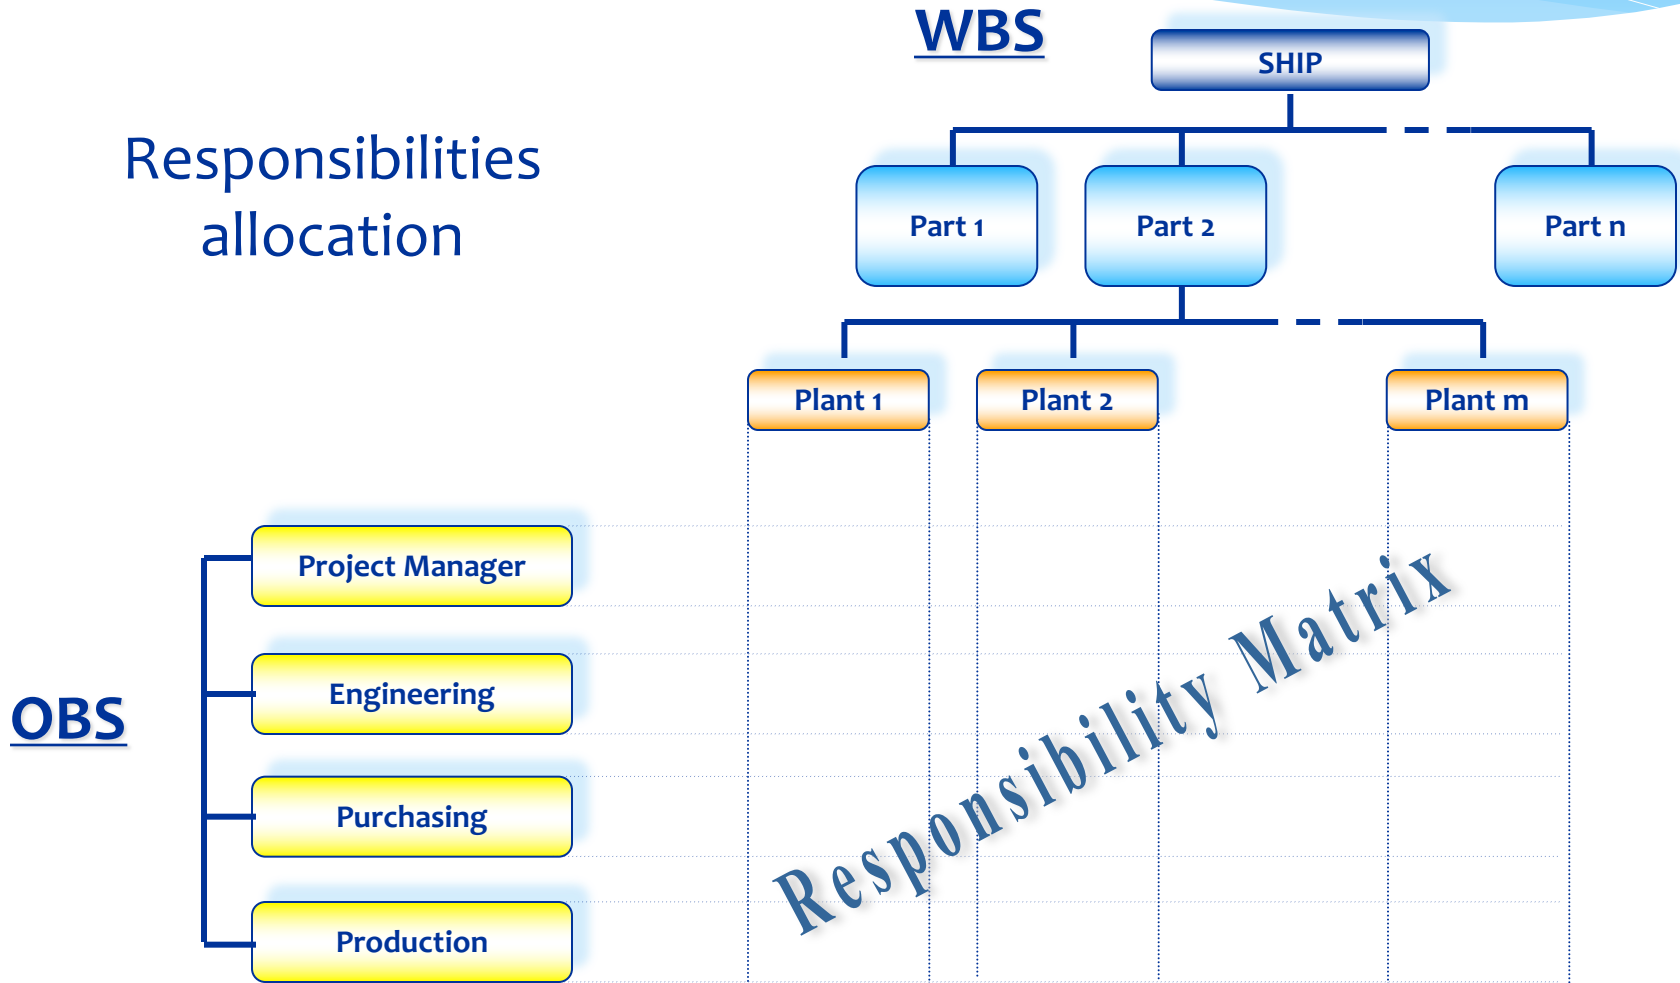 WBS
SHIP
Responsibilities
allocation
Part 1
Part 2
Part n
Plant 1
Plant 2
Plant m
Project Manager
Engineering
OBS
Purchasing
Production
Responsibility Matrix